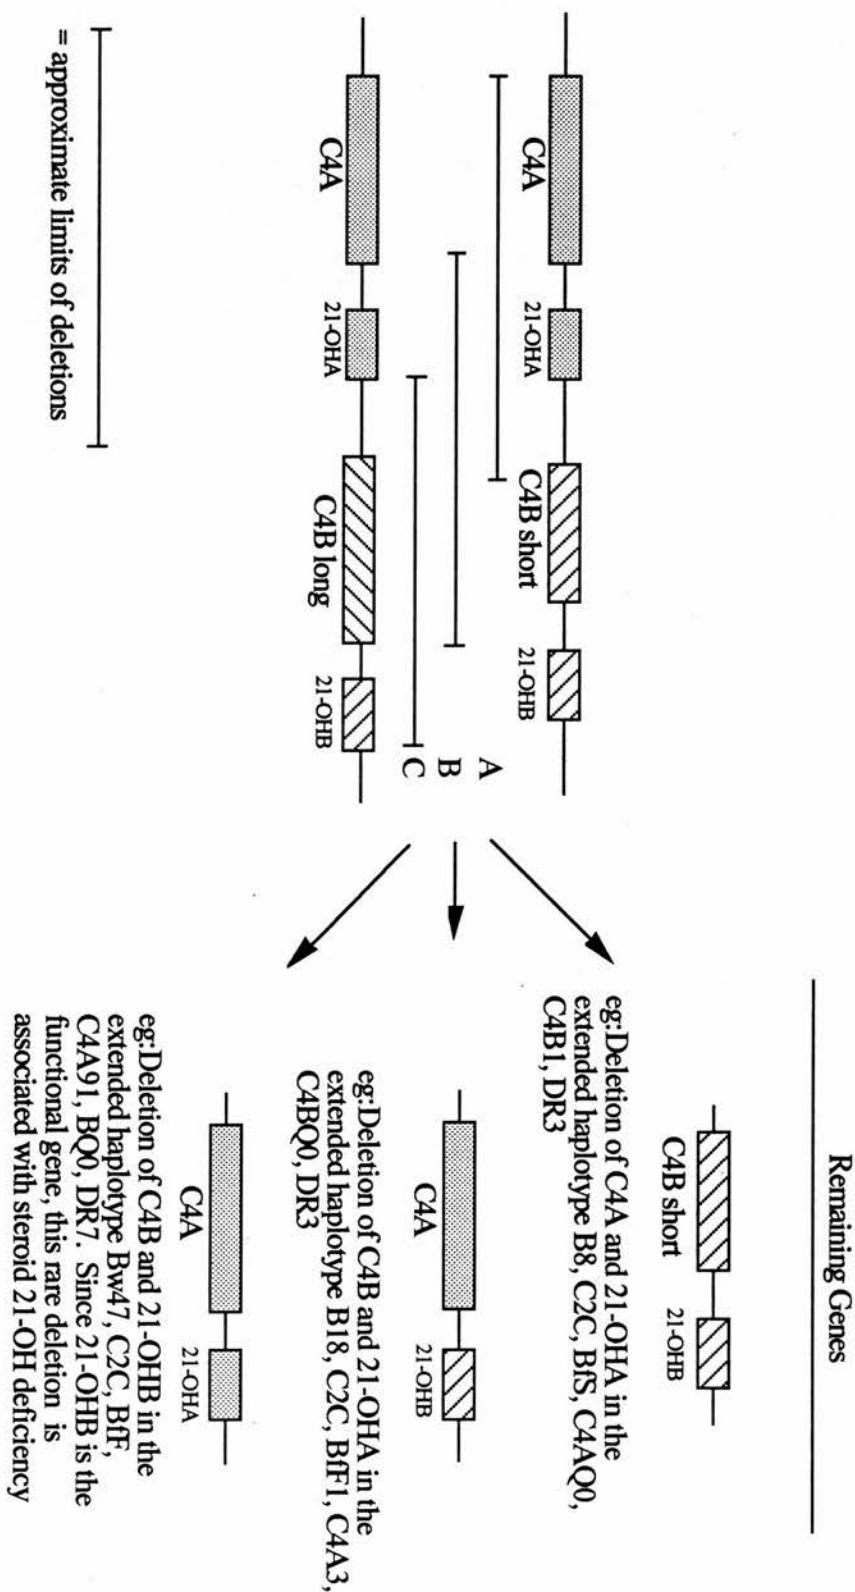 Remaining Genes
C4A
21-OHA
C4B short
21-OHB
A
B
C
C4A
21-OHA
C4B long
21-OHB
= approximate limits of deletions
C4B short
21-OHB
eg:Deletion of C4A and 21-OHA in the
extended haplotype B8, C2C, BfS, C4AQ0,
C4B1, DR3
C4A
21-OHB
eg:Deletion of C4B and 21-OHA in the
extended haplotype B18, C2C, BfF1, C4A3,
C4BQ0, DR3
C4A
21-OHA
eg:Deletion of C4B and 21-OHB in the
extended haplotype Bw47, C2C, BfF,
C4A91, BQ0, DR7. Since 21-OHB is the
functional gene, this rare deletion is
associated with steroid 21-OH deficiency